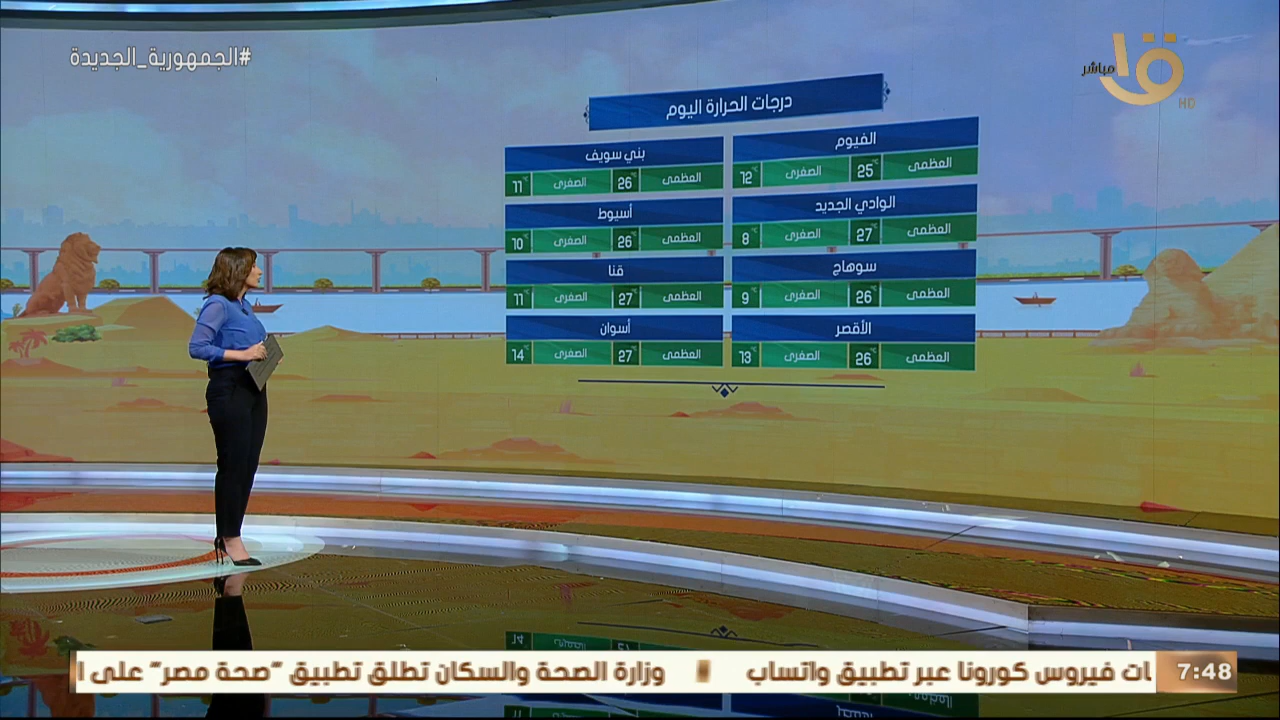 #الجمهورية_الجديدة
مباشر
HD
درجات الحرارة اليوم
الفيوم
العظمى 25°c الصغرى 12°c
بني سويف
العظمى 26°c الصغرى 11°c
الوادي الجديد
العظمى 27°c الصغرى 8°c
أسيوط
العظمى 26°c الصغرى 10°c
سوهاج
العظمى 26°c الصغرى 9°c
قنا
العظمى 27°c الصغرى 11°c
الأقصر
العظمى 26°c الصغرى 13°c
أسوان
العظمى 27°c الصغرى 14°c
7:48 ات فيروس كورونا عبر تطبيق واتساب وزارة الصحة والسكان تطلق تطبيق "صحة مصر" على ا